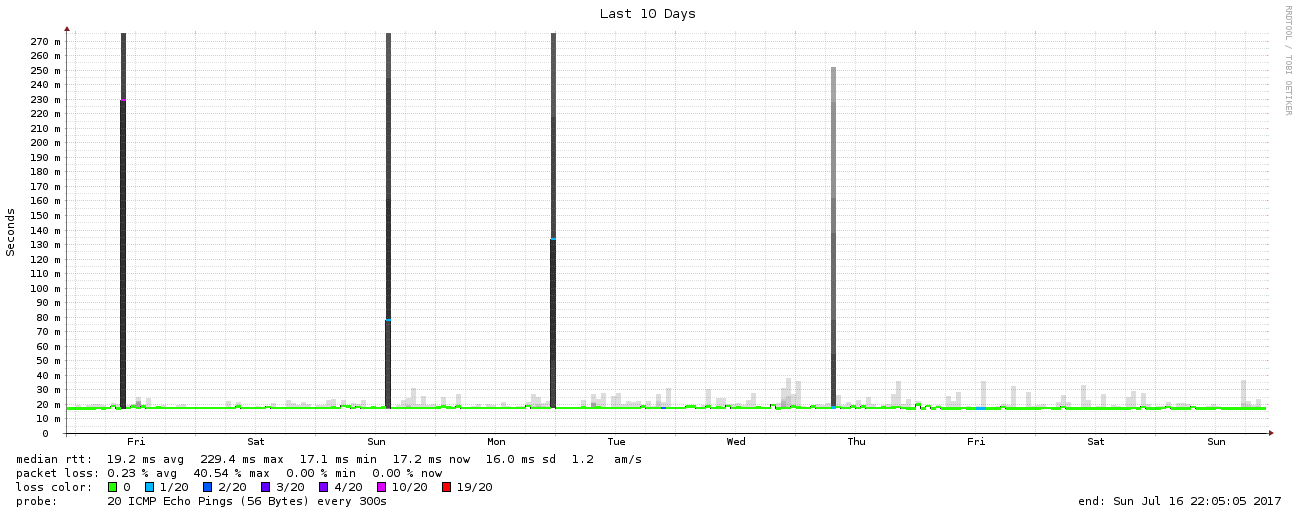 Last 10 Days
RRDTOOL / TOBI OETIKER
Seconds
270 m
260 m
250 m
240 m
230 m
220 m
210 m
200 m
190 m
180 m
170 m
160 m
150 m
140 m
130 m
120 m
110 m
100 m
90 m
80 m
70 m
60 m
50 m
40 m
30 m
20 m
10 m
0
Fri Sat Sun Mon Tue Wed Thu Fri Sat Sun
median rtt: 19.2 ms avg 229.4 ms max 17.1 ms min 17.2 ms now 16.0 ms sd 1.2 am/s
packet loss: 0.23 % avg 40.54 % max 0.00 % min 0.00 % now
loss color: 0 1/20 2/20 3/20 4/20 10/20 19/20
probe: 20 ICMP Echo Pings (56 Bytes) every 300s end: Sun Jul 16 22:05:05 2017